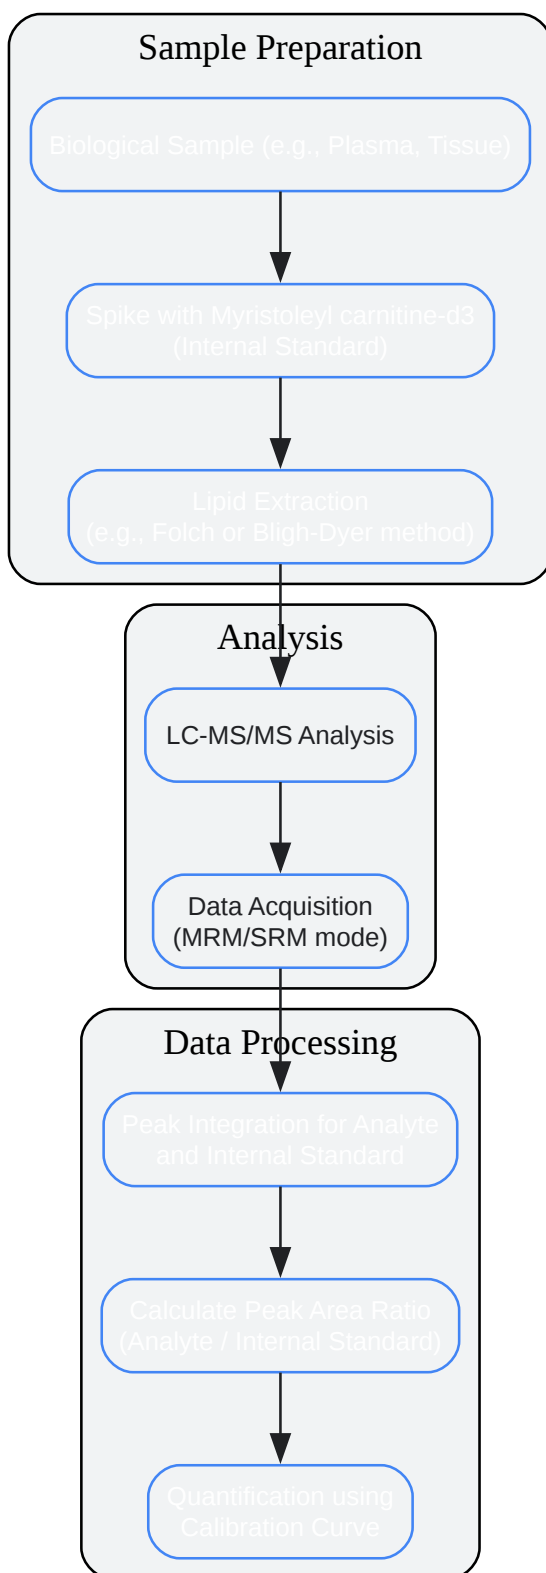 Sample Preparation
Biological Sample (e.g., Plasma, Tissue)
Spike with Myristoleyl carnitine-d3
(Internal Standard)
Lipid Extraction
(e.g., Folch or Bligh-Dyer method)
Analysis
LC-MS/MS Analysis
Data Acquisition
(MRM/SRM mode)
Data Processing
Peak Integration for Analyte
and Internal Standard
Calculate Peak Area Ratio
(Analyte / Internal Standard)
Quantification using
Calibration Curve